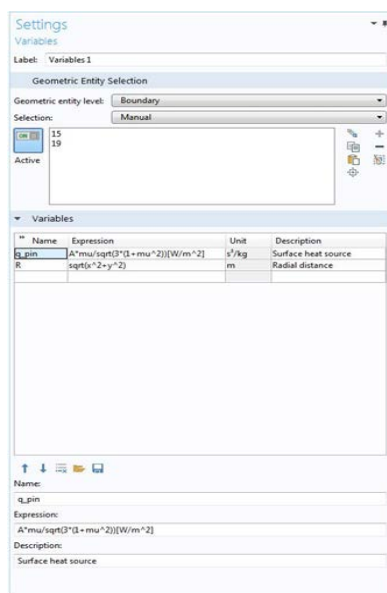 Settings
Variables
Label: Variables 1
Geometric Entity Selection
Geometric entity level: Boundary
Selection: Manual
15
19
Active
Variables
Name Expression Unit Description
q_pin A*mu/sqrt(3*(1+mu^2))[W/m^2] s³/kg Surface heat source
R sqrt(x^2+y^2) m Radial distance
Name:
q_pin
Expression:
A*mu/sqrt(3*(1+mu^2))[W/m^2]
Description:
Surface heat source